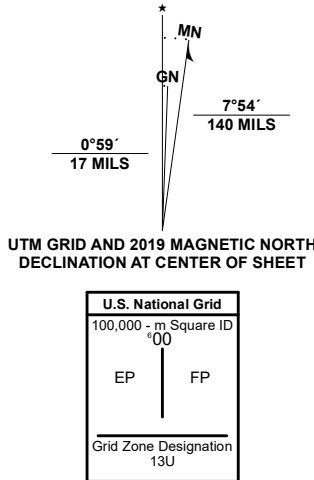 ★
MN
GN
7°54´
140 MILS
0°59´
17 MILS
UTM GRID AND 2019 MAGNETIC NORTH
DECLINATION AT CENTER OF SHEET
U.S. National Grid
100,000 - m Square ID
⁶00
EP FP
Grid Zone Designation
13U